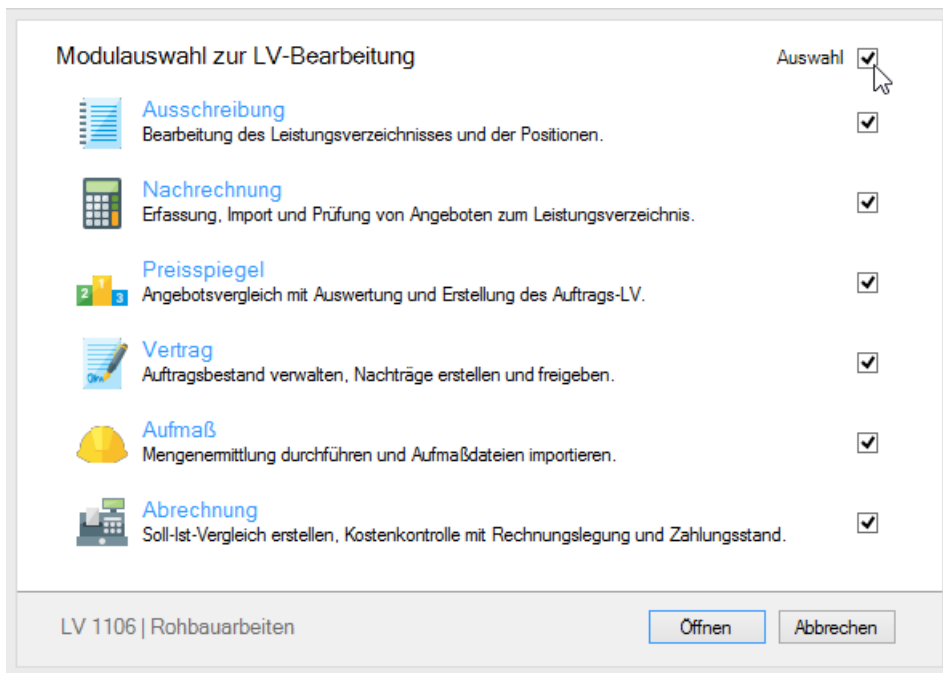 Modulauswahl zur LV-Bearbeitung Auswahl
Ausschreibung
Bearbeitung des Leistungsverzeichnisses und der Positionen.
Nachrechnung
Erfassung, Import und Prüfung von Angeboten zum Leistungsverzeichnis.
Preisspiegel
2 1 3
Angebotsvergleich mit Auswertung und Erstellung des Auftrags-LV.
Vertrag
Auftragsbestand verwalten, Nachträge erstellen und freigeben.
Aufmaß
Mengenermittlung durchführen und Aufmaßdateien importieren.
Abrechnung
Soll-Ist-Vergleich erstellen, Kostenkontrolle mit Rechnungslegung und Zahlungsstand.
LV 1106 | Rohbauarbeiten Öffnen Abbrechen